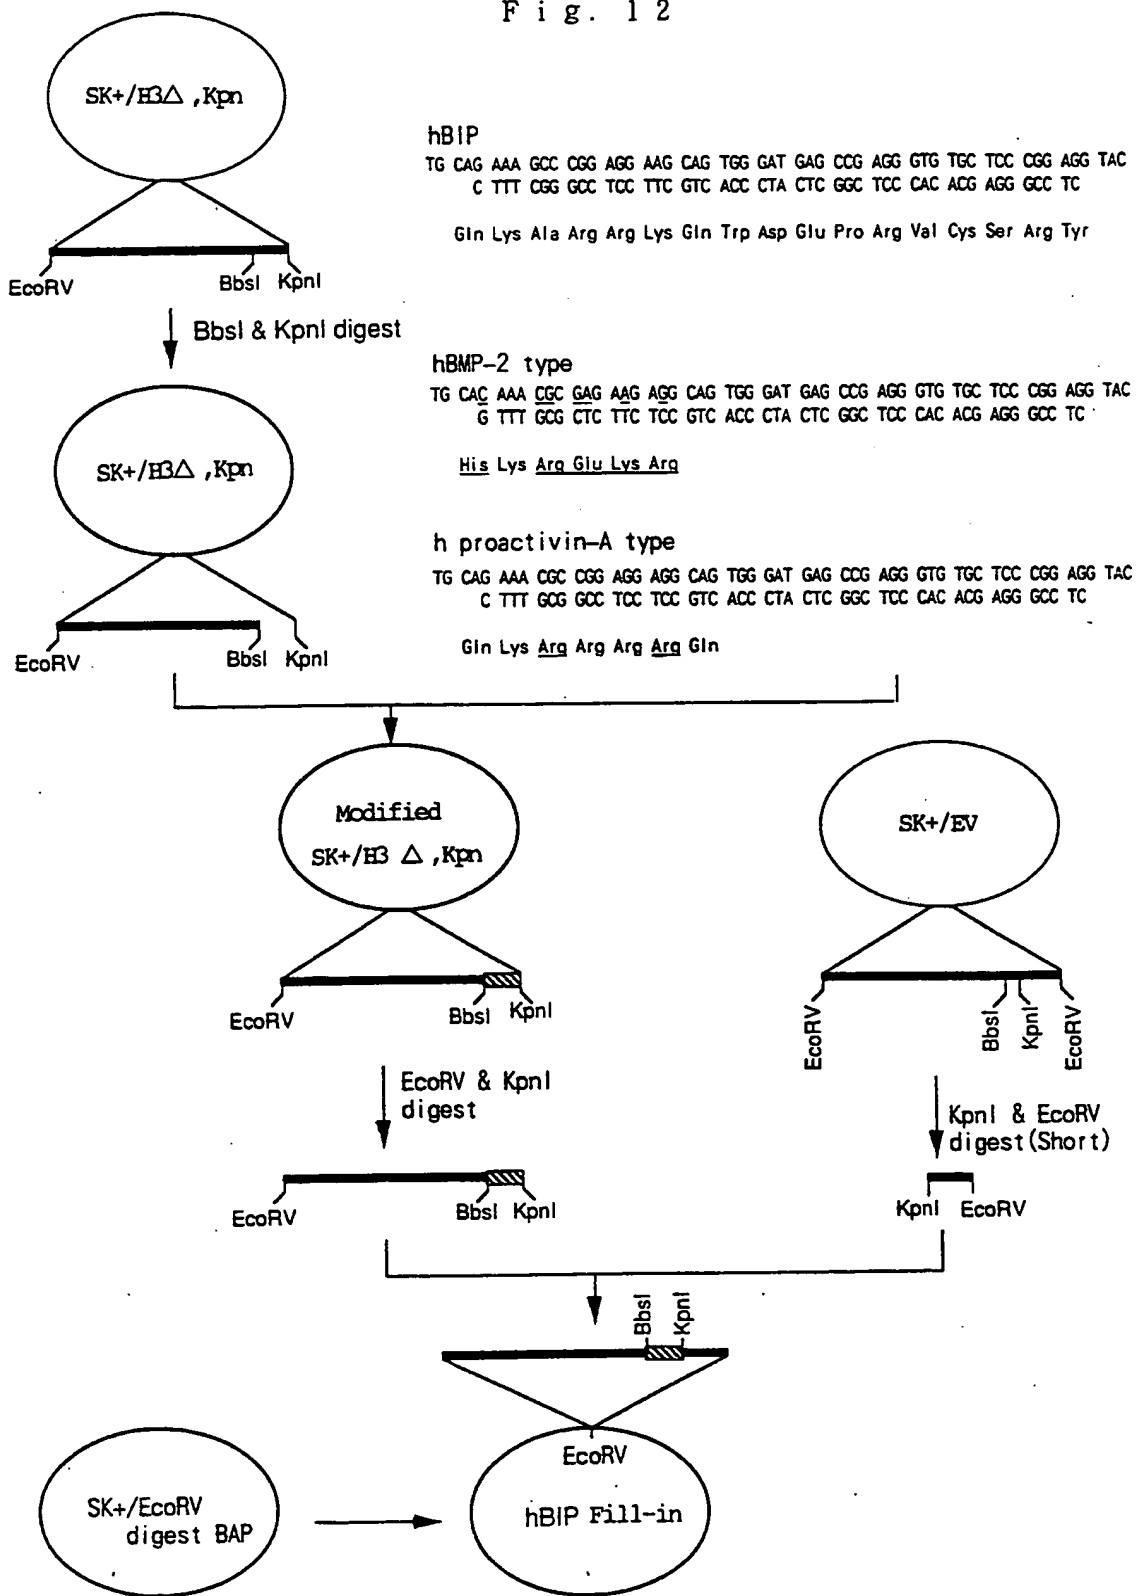 Fig. 12
SK+/H3△ ,Kpn
EcoRV
BbsI
KpnI
BbsI & KpnI digest
hBIP
TG CAG AAA GCC CGG AGG AAG CAG TGG GAT GAG CCG AGG GTG TGC TCC CGG AGG TAC
C TTT CGG GCC TCC TTC GTC ACC CTA CTC GGC TCC CAC ACG AGG GCC TC
Gln Lys Ala Arg Arg Lys Gln Trp Asp Glu Pro Arg Val Cys Ser Arg Tyr
hBMP-2 type
TG CAC AAA CGC GAG AAG AGG CAG TGG GAT GAG CCG AGG GTG TGC TCC CGG AGG TAC
G TTT GCG CTC TTC TCC GTC ACC CTA CTC GGC TCC CAC ACG AGG GCC TC
His Lys Arg Glu Lys Arg
SK+/H3△ ,Kpn
EcoRV
BbsI
KpnI
h proactivin-A type
TG CAG AAA CGC CGG AGG AGG CAG TGG GAT GAG CCG AGG GTG TGC TCC CGG AGG TAC
C TTT GCG GCC TCC TCC GTC ACC CTA CTC GGC TCC CAC ACG AGG GCC TC
Gln Lys Arg Arg Arg Arg Gln
Modified
SK+/H3 △ ,Kpn
EcoRV
BbsI
KpnI
SK+/EV
EcoRV
BbsI
KpnI
EcoRV
EcoRV & KpnI
digest
KpnI & EcoRV
digest(Short)
EcoRV
BbsI
KpnI
KpnI
EcoRV
BbsI
KpnI
EcoRV
hBIP Fill-in
SK+/EcoRV
digest BAP